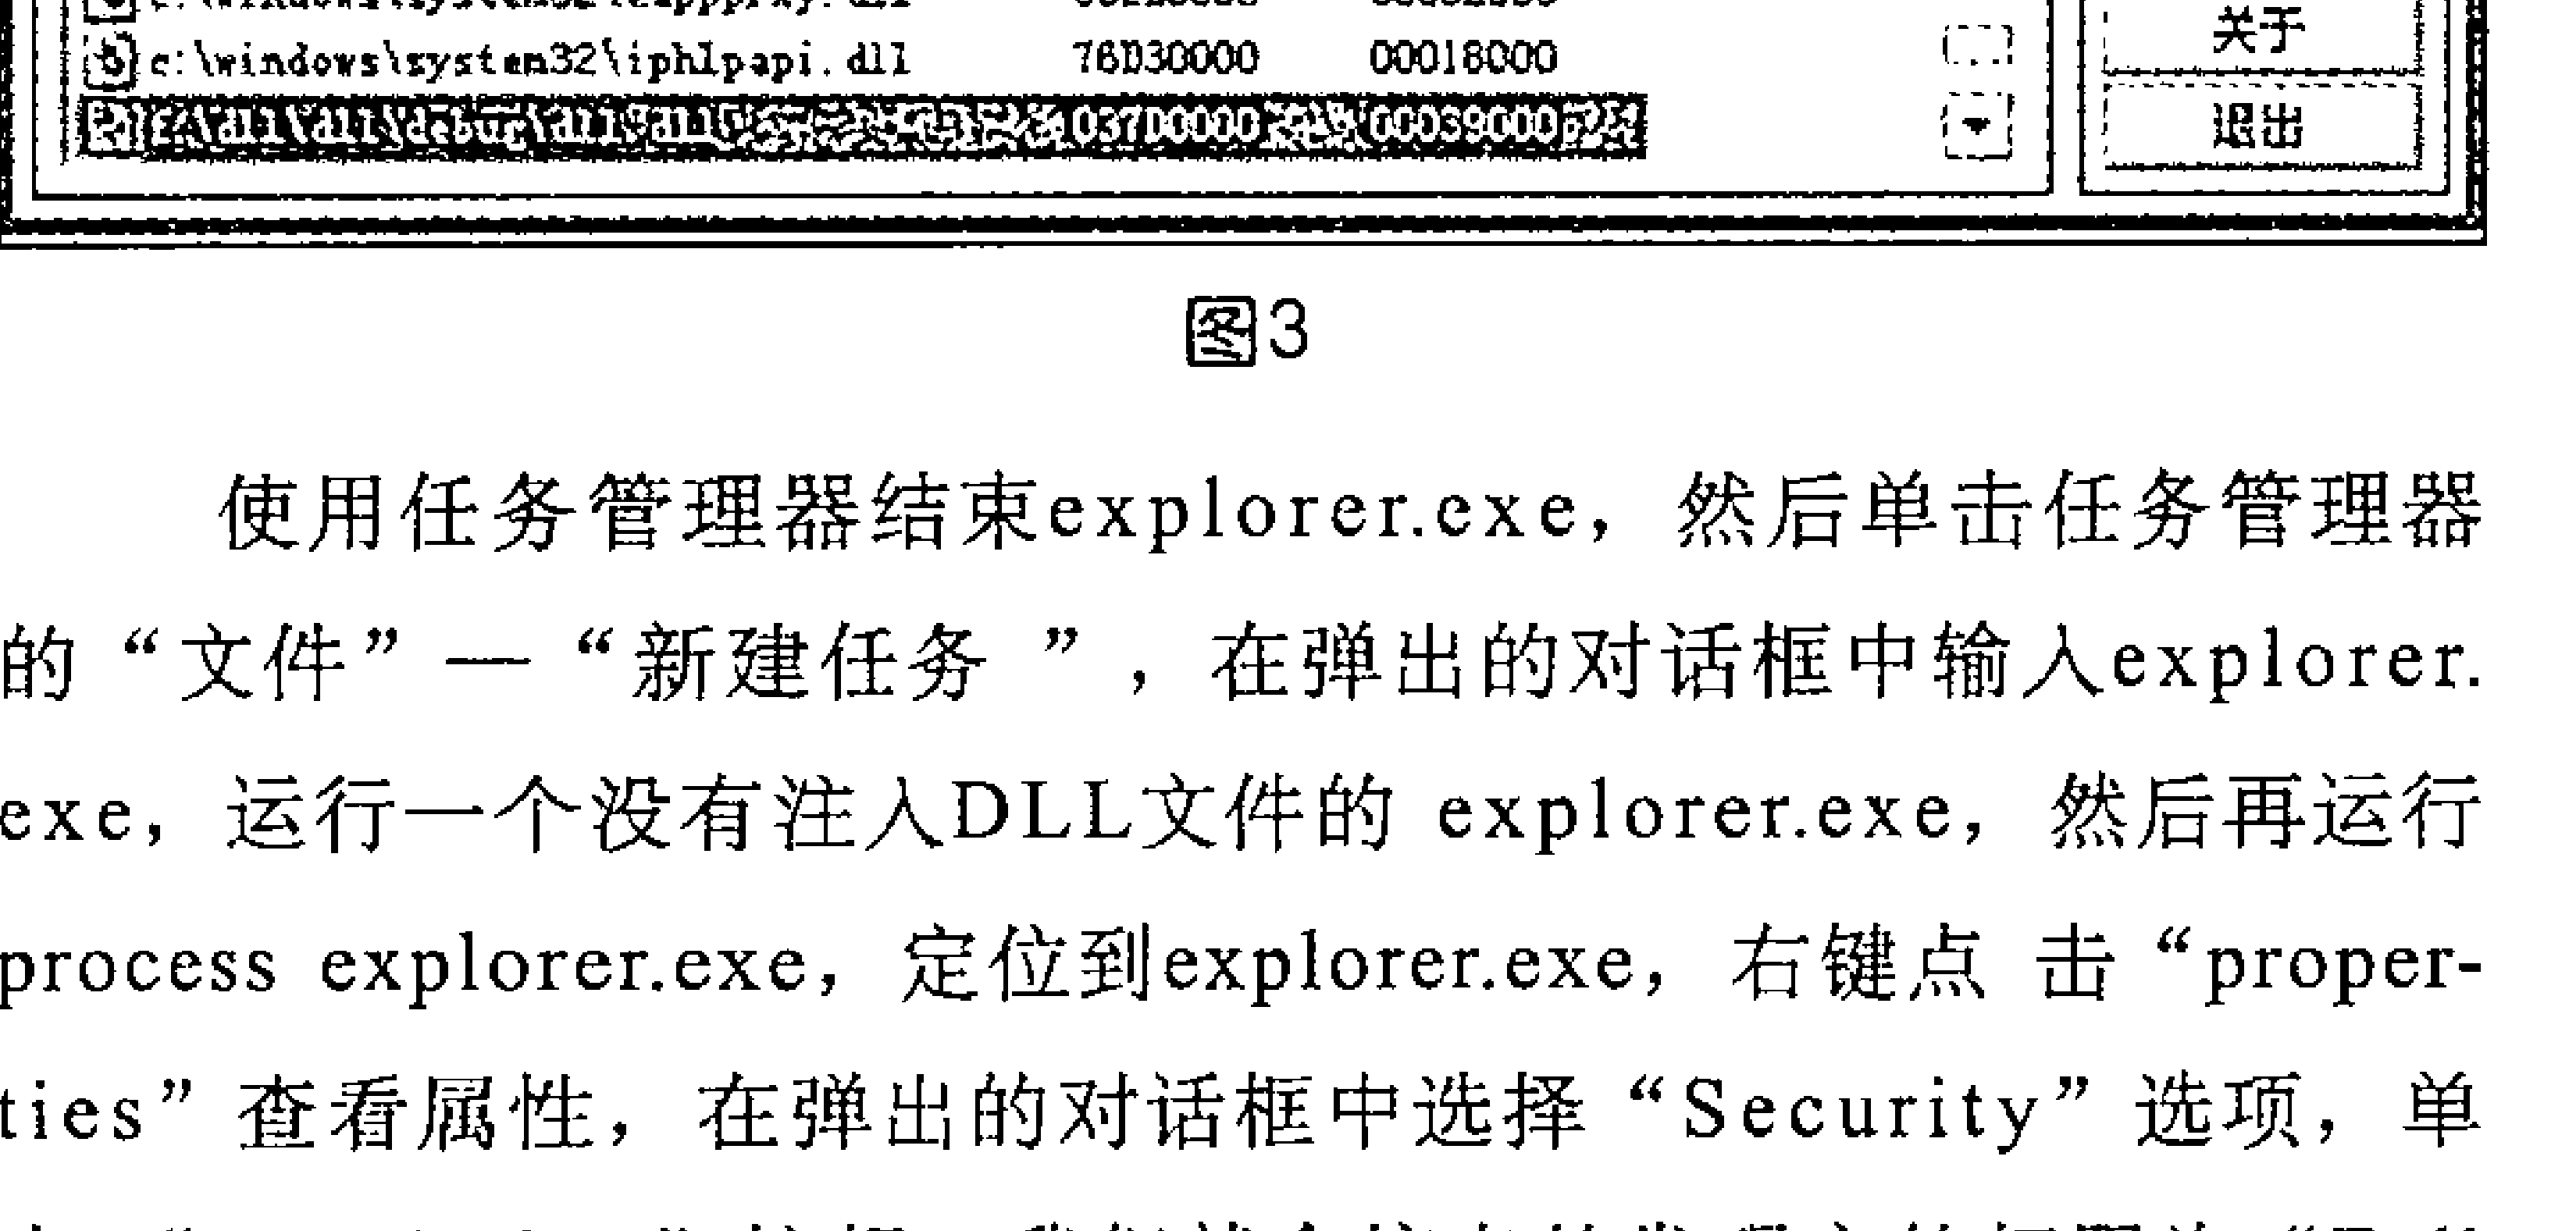 c:\windows\system32\iphlpapi.dll 76D30000 00018000
关于
03700000 00039000
退出
图3
使用任务管理器结束explorer.exe，然后单击任务管理器
的“文件”—“新建任务 ”，在弹出的对话框中输入explorer.
exe，运行一个没有注入DLL文件的 explorer.exe，然后再运行
process explorer.exe，定位到explorer.exe，右键点 击“proper-
ties”查看属性，在弹出的对话框中选择“Security”选项，单